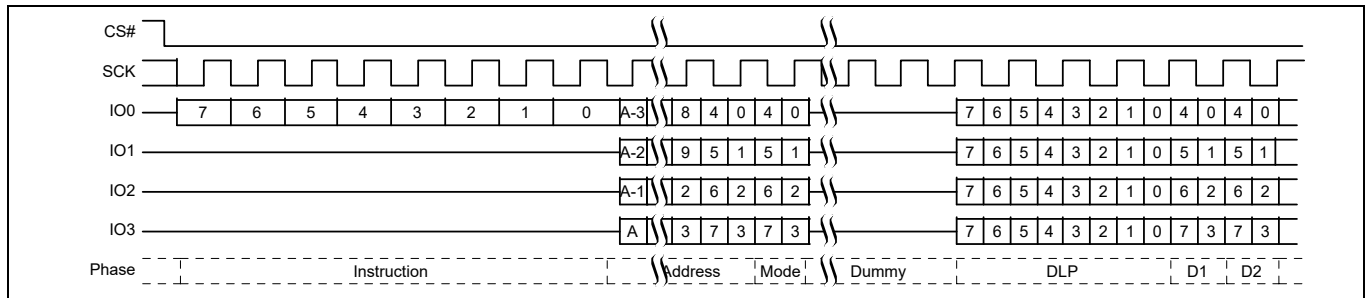 CS#
SCK
IO0 7 6 5 4 3 2 1 0 A-3 8 4 0 4 0 7 6 5 4 3 2 1 0 4 0 4 0
IO1 A-2 9 5 1 5 1 7 6 5 4 3 2 1 0 5 1 5 1
IO2 A-1 2 6 2 6 2 7 6 5 4 3 2 1 0 6 2 6 2
IO3 A 3 7 3 7 3 7 6 5 4 3 2 1 0 7 3 7 3
Phase Instruction Address Mode Dummy DLP D1 D2